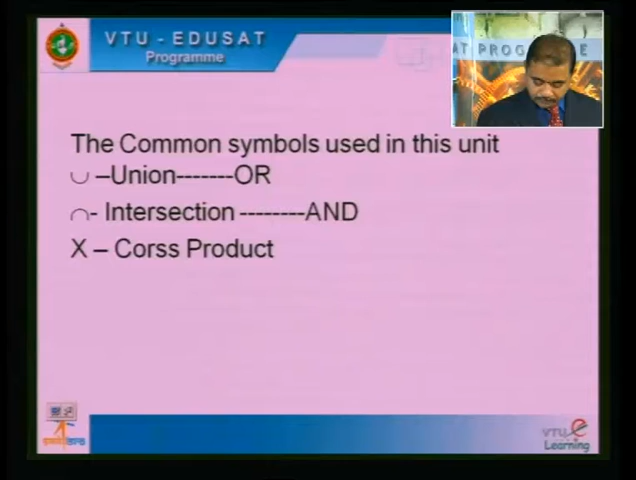 VTU - EDUSAT
Programme
AT PROG E
The Common symbols used in this unit
∪ –Union-------OR
∩- Intersection --------AND
X – Corss Product
VTU e
Learning